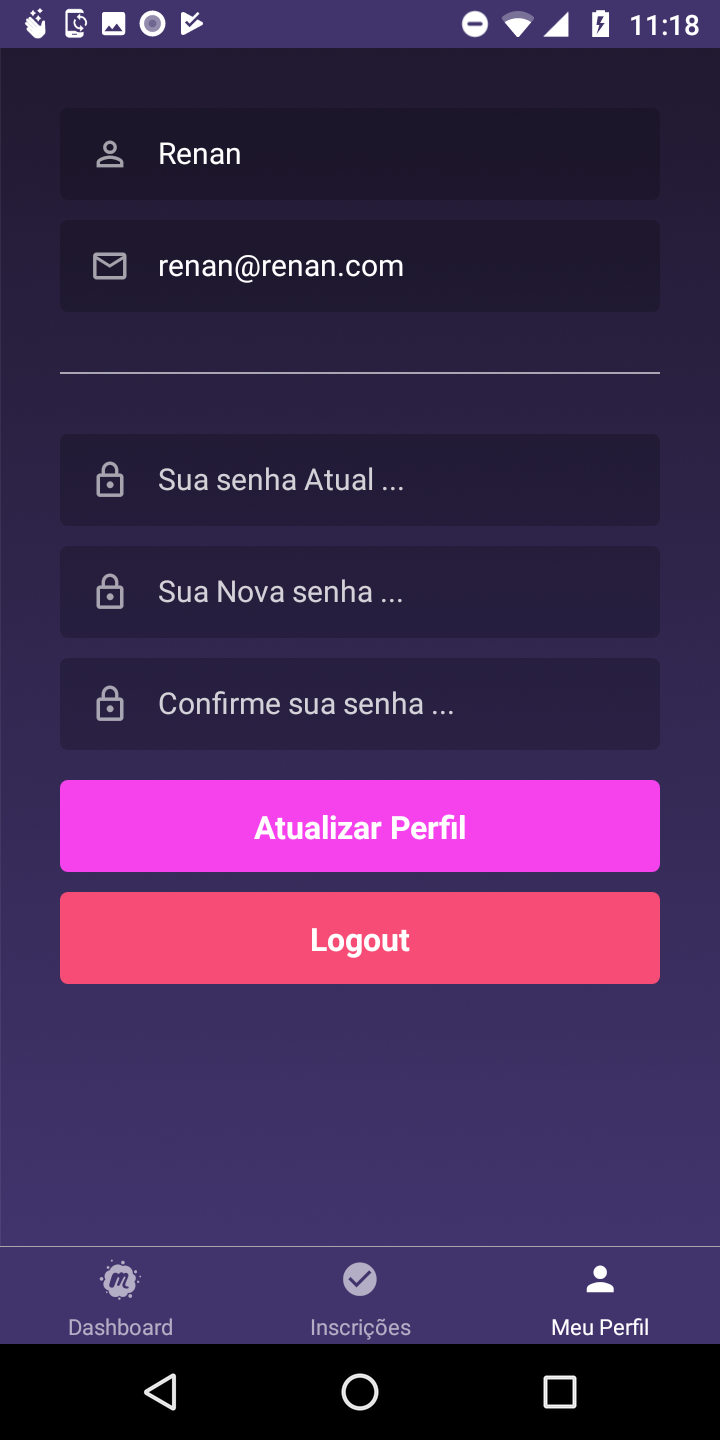 11:18
Renan
renan@renan.com
Sua senha Atual ...
Sua Nova senha ...
Confirme sua senha ...
Atualizar Perfil
Logout
Dashboard
Inscrições
Meu Perfil